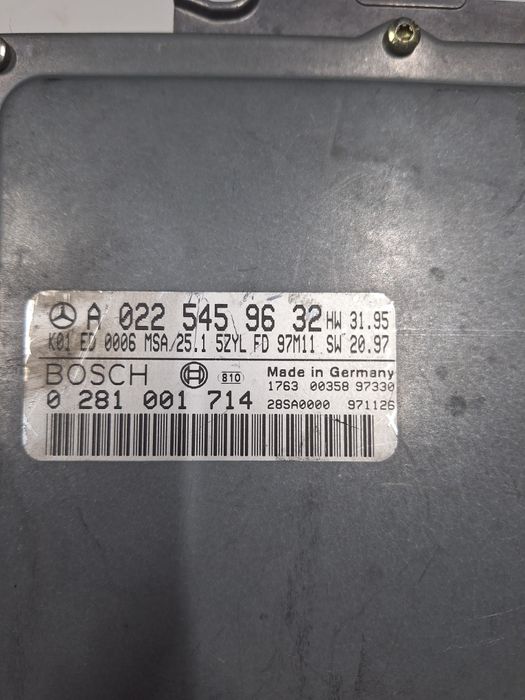 A 022 545 96 32 HW 31.95
K01 ED 0006 MSA/25.1 5ZYL FD 97M11 SW 20.97
BOSCH 810 Made in Germany
1763 00358 97330
0 281 001 714 28SA0000 971126